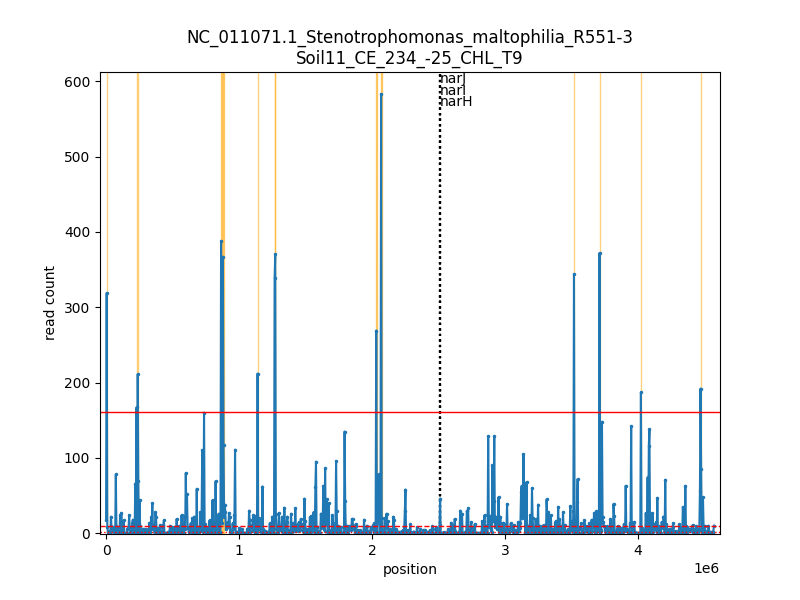 NC_011071.1_Stenotrophomonas_maltophilia_R551-3
Soil11_CE_234_-25_CHL_T9
600
500
400
300
200
100
0
read count
narJ
narI
narH
0
1
2
3
4
1e6
position